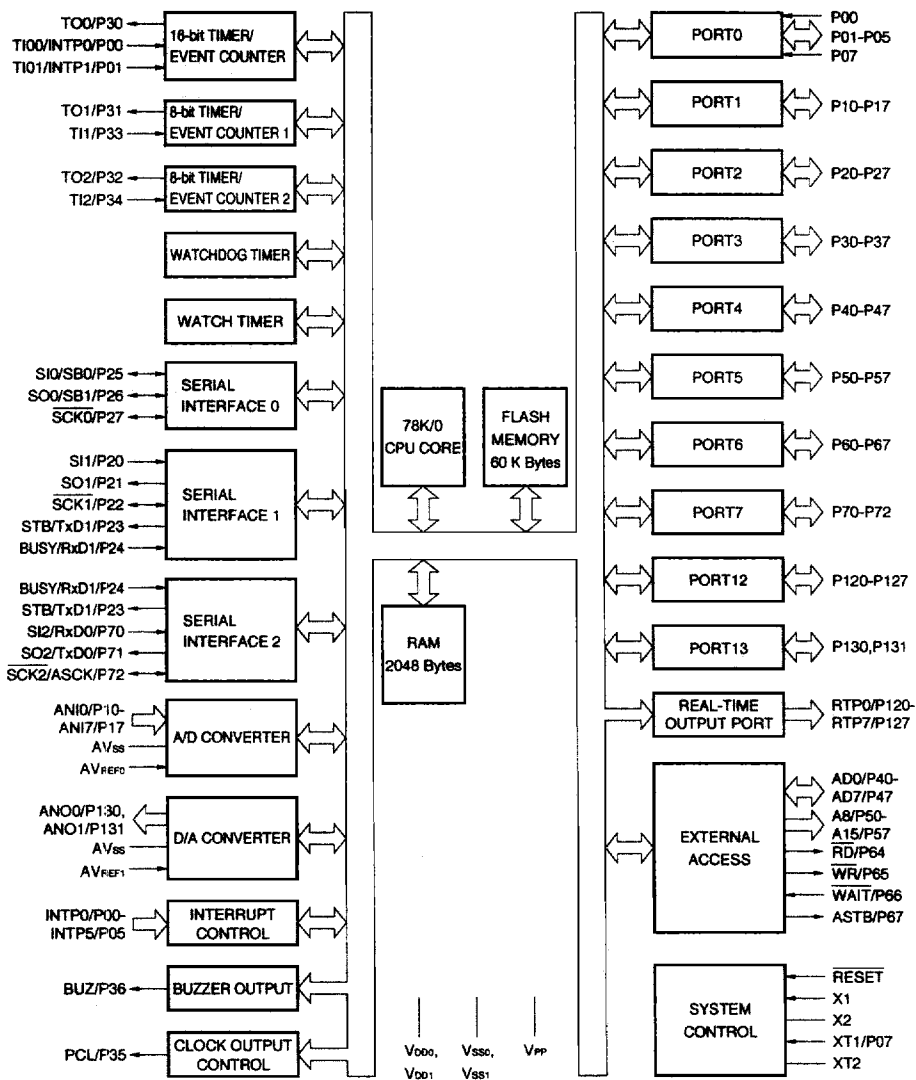 TO0/P30
TI00/INTP0/P00
TI01/INTP1/P01
16-bit TIMER/
EVENT COUNTER
TO1/P31
TI1/P33
8-bit TIMER/
EVENT COUNTER 1
TO2/P32
TI2/P34
8-bit TIMER/
EVENT COUNTER 2
WATCHDOG TIMER
WATCH TIMER
SI0/SB0/P25
SO0/SB1/P26
SCK0/P27
SERIAL
INTERFACE 0
SI1/P20
SO1/P21
SCK1/P22
STB/TxD1/P23
BUSY/RxD1/P24
SERIAL
INTERFACE 1
BUSY/RxD1/P24
STB/TxD1/P23
SI2/RxD0/P70
SO2/TxD0/P71
SCK2/ASCK/P72
SERIAL
INTERFACE 2
ANI0/P10-
ANI7/P17
AVSS
AVREF0
A/D CONVERTER
ANO0/P130,
ANO1/P131
AVSS
AVREF1
D/A CONVERTER
INTP0/P00-
INTP5/P05
INTERRUPT
CONTROL
BUZ/P36
BUZZER OUTPUT
PCL/P35
CLOCK OUTPUT
CONTROL
78K/0
CPU CORE
FLASH
MEMORY
60 K Bytes
RAM
2048 Bytes
VDD0,
VDD1
VSS0,
VSS1
VPP
PORT0
P00
P01-P05
P07
PORT1
P10-P17
PORT2
P20-P27
PORT3
P30-P37
PORT4
P40-P47
PORT5
P50-P57
PORT6
P60-P67
PORT7
P70-P72
PORT12
P120-P127
PORT13
P130,P131
REAL-TIME
OUTPUT PORT
RTP0/P120-
RTP7/P127
EXTERNAL
ACCESS
AD0/P40-
AD7/P47
A8/P50-
A15/P57
RD/P64
WR/P65
WAIT/P66
ASTB/P67
SYSTEM
CONTROL
RESET
X1
X2
XT1/P07
XT2